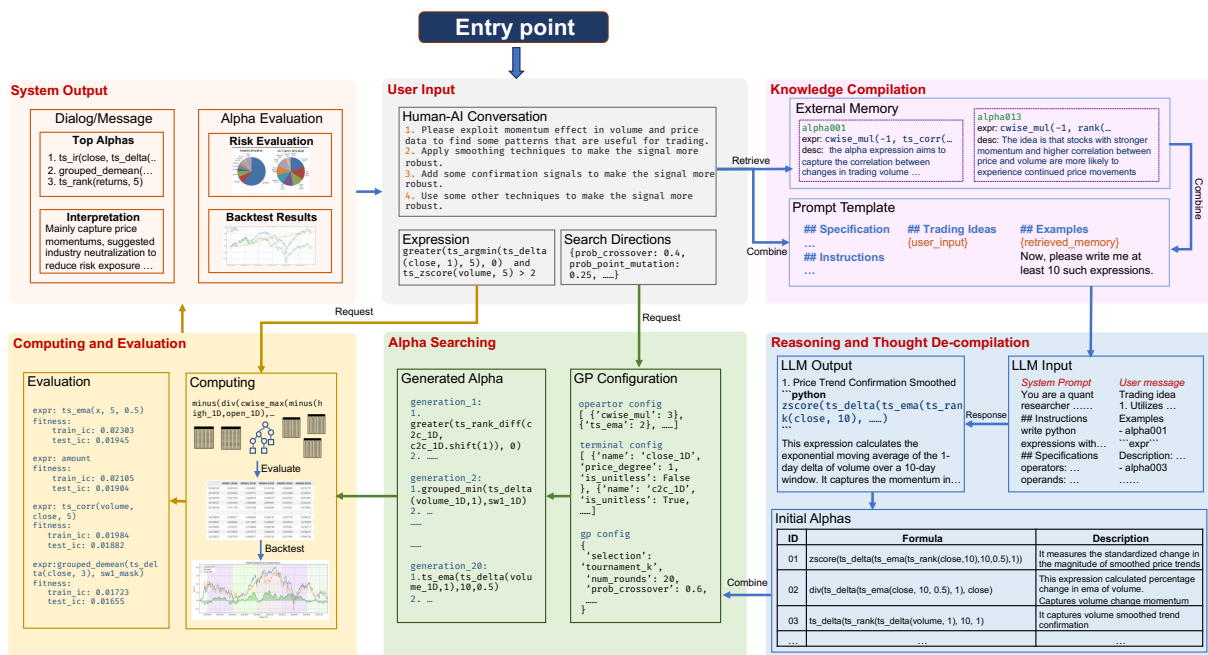 Entry point
System Output
Dialog/Message
Top Alphas
1. ts_ir(close, ts_delta(..
2. grouped_demean(…
3. ts_rank(returns, 5)
Interpretation
Mainly capture price
momentums, suggested
industry neutralization to
reduce risk exposure …
Alpha Evaluation
Risk Evaluation
Backtest Results
User Input
Human-AI Conversation
1. Please exploit momentum effect in volume and price
data to find some patterns that are useful for trading.
2. Apply smoothing techniques to make the signal more
robust.
3. Add some confirmation signals to make the signal more
robust.
4. Use some other techniques to make the signal more
robust.
Expression
greater(ts_argmin(ts_delta
(close, 1), 5), 0) and
ts_zscore(volume, 5) > 2
Search Directions
{prob_crossover: 0.4,
prob_point_mutation:
0.25, ……}
Retrieve
Combine
Knowledge Compilation
External Memory
alpha001
expr: cwise_mul(-1, ts_corr(…
desc: the alpha expression aims to
capture the correlation between
changes in trading volume …
alpha013
expr: cwise_mul(-1, rank(…
desc: The idea is that stocks with stronger
momentum and higher correlation between
price and volume are more likely to
experience continued price movements
Combine
Prompt Template
## Specification
…
## Instructions
…
## Trading Ideas
{user_input}
## Examples
{retrieved_memory}
Now, please write me at
least 10 such expressions.
Request
Request
Computing and Evaluation
Evaluation
expr: ts_ema(x, 5, 0.5)
fitness:
train_ic: 0.02303
test_ic: 0.01945
expr: amount
fitness:
train_ic: 0.02105
test_ic: 0.01904
expr: ts_corr(volume,
close, 5)
fitness:
train_ic: 0.01984
test_ic: 0.01882
expr:grouped_demean(ts_del
ta(close, 3), sw1_mask)
fitness:
train_ic: 0.01723
test_ic: 0.01655
Computing
minus(div(cwise_max(minus(h
igh_1D,open_1D),…
Evaluate
Backtest
Alpha Searching
Generated Alpha
generation_1:
1.
greater(ts_rank_diff(c
2c_1D,
c2c_1D.shift(1)), 0)
2. ……
generation_2:
1.grouped_min(ts_delta
(volume_1D,1),sw1_1D)
2. …
……
……
generation_20:
1.ts_ema(ts_delta(volu
me_1D,1),10,0.5)
2. …
GP Configuration
opeartor config
[ {'cwise_mul': 3},
{'ts_ema': 2}, ……]
terminal config
[ {'name': 'close_1D',
'price_degree': 1,
'is_unitless': False
}, {'name': 'c2c_1D',
'is_unitless': True,
……]
gp config
{
'selection':
'tournament_k',
'num_rounds': 20,
'prob_crossover': 0.6,
……
}
Combine
Reasoning and Thought De-compilation
LLM Output
1. Price Trend Confirmation Smoothed
```python
zscore(ts_delta(ts_ema(ts_ran
k(close, 10), ……)
```
This expression calculates the
exponential moving average of the 1-
day delta of volume over a 10-day
window. It captures the momentum in…
Response
LLM Input
System Prompt
You are a quant
researcher ……
## Instructions
write python
expressions with…
## Specifications
operators: …
operands: …
User message
Trading idea
1. Utilizes …
Examples
- alpha001
```expr```
Description: …
- alpha003
……
Initial Alphas
ID Formula Description
01 zscore(ts_delta(ts_ema(ts_rank(close,10),10,0.5),1)) It measures the standardized change in
the magnitude of smoothed price trends
02 div(ts_delta(ts_ema(close, 10, 0.5), 1), close) This expression calculated percentage
change in ema of volume.
Captures volume change momentum
03 ts_delta(ts_rank(ts_delta(volume, 1), 10, 1) It captures volume smoothed trend
confirmation
… … …